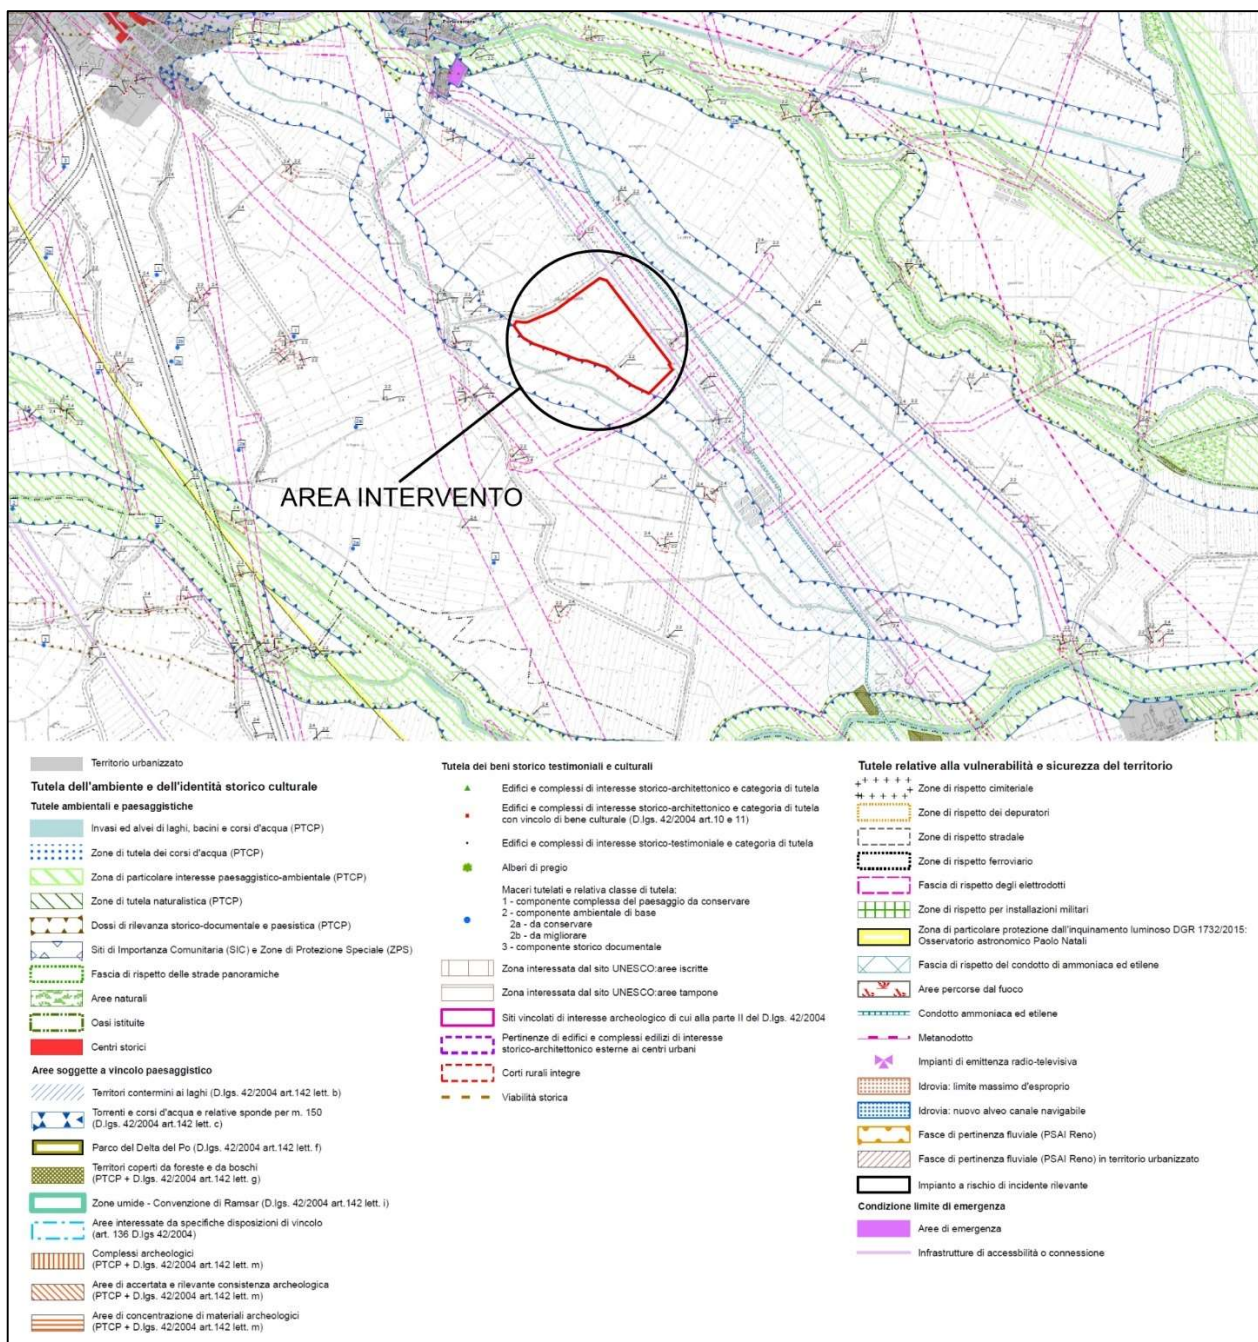 AREA INTERVENTO
Territorio urbanizzato
Tutela dell'ambiente e dell'identità storico culturale
Tutele ambientali e paesaggistiche
Invasi ed alvei di laghi, bacini e corsi d'acqua (PTCP)
Zone di tutela dei corsi d'acqua (PTCP)
Zona di particolare interesse paesaggistico-ambientale (PTCP)
Zone di tutela naturalistica (PTCP)
Dossi di rilevanza storico-documentale e paesistica (PTCP)
Siti di Importanza Comunitaria (SIC) e Zone di Protezione Speciale (ZPS)
Fascia di rispetto delle strade panoramiche
Aree naturali
Oasi istituite
Centri storici
Aree soggette a vincolo paesaggistico
Territori contermini ai laghi (D.lgs. 42/2004 art.142 lett. b)
Torrenti e corsi d'acqua e relative sponde per m. 150
(D.lgs. 42/2004 art.142 lett. c)
Parco del Delta del Po (D.lgs. 42/2004 art.142 lett. f)
Territori coperti da foreste e da boschi
(PTCP + D.lgs. 42/2004 art.142 lett. g)
Zone umide - Convenzione di Ramsar (D.lgs. 42/2004 art.142 lett. i)
Aree interessate da specifiche disposizioni di vincolo
(art. 136 D.lgs 42/2004)
Complessi archeologici
(PTCP + D.lgs. 42/2004 art.142 lett. m)
Aree di accertata e rilevante consistenza archeologica
(PTCP + D.lgs. 42/2004 art.142 lett. m)
Aree di concentrazione di materiali archeologici
(PTCP + D.lgs. 42/2004 art.142 lett. m)
Tutela dei beni storico testimoniali e culturali
Edifici e complessi di interesse storico-architettonico e categoria di tutela
Edifici e complessi di interesse storico-architettonico e categoria di tutela
con vincolo di bene culturale (D.lgs. 42/2004 art.10 e 11)
Edifici e complessi di interesse storico-testimoniale e categoria di tutela
Alberi di pregio
Maceri tutelati e relativa classe di tutela:
1 - componente complessa del paesaggio da conservare
2 - componente ambientale di base
2a - da conservare
2b - da migliorare
3 - componente storico documentale
Zona interessata dal sito UNESCO:aree iscritte
Zona interessata dal sito UNESCO:aree tampone
Siti vincolati di interesse archeologico di cui alla parte II del D.lgs. 42/2004
Pertinenze di edifici e complessi edilizi di interesse
storico-architettonico esterne ai centri urbani
Corti rurali integre
Viabilità storica
Tutele relative alla vulnerabilità e sicurezza del territorio
Zone di rispetto cimiteriale
Zone di rispetto dei depuratori
Zone di rispetto stradale
Zone di rispetto ferroviario
Fascia di rispetto degli elettrodotti
Zone di rispetto per installazioni militari
Zona di particolare protezione dall'inquinamento luminoso DGR 1732/2015:
Osservatorio astronomico Paolo Natali
Fascia di rispetto del condotto di ammoniaca ed etilene
Aree percorse dal fuoco
Condotto ammoniaca ed etilene
Metanodotto
Impianti di emittenza radio-televisiva
Idrovia: limite massimo d'esproprio
Idrovia: nuovo alveo canale navigabile
Fasce di pertinenza fluviale (PSAI Reno)
Fasce di pertinenza fluviale (PSAI Reno) in territorio urbanizzato
Impianto a rischio di incidente rilevante
Condizione limite di emergenza
Aree di emergenza
Infrastrutture di accessbilità o connessione